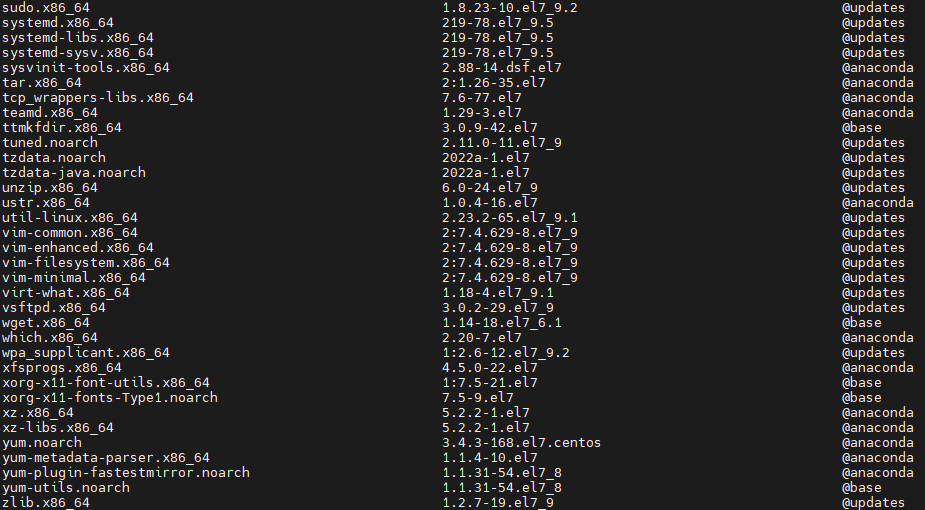 sudo.x86_64 1.8.23-10.el7_9.2 @updates
systemd.x86_64 219-78.el7_9.5 @updates
systemd-libs.x86_64 219-78.el7_9.5 @updates
systemd-sysv.x86_64 219-78.el7_9.5 @updates
sysvinit-tools.x86_64 2.88-14.dsf.el7 @anaconda
tar.x86_64 2:1.26-35.el7 @anaconda
tcp_wrappers-libs.x86_64 7.6-77.el7 @anaconda
teamd.x86_64 1.29-3.el7 @anaconda
ttmkfdir.x86_64 3.0.9-42.el7 @base
tuned.noarch 2.11.0-11.el7_9 @updates
tzdata.noarch 2022a-1.el7 @updates
tzdata-java.noarch 2022a-1.el7 @updates
unzip.x86_64 6.0-24.el7_9 @updates
ustr.x86_64 1.0.4-16.el7 @anaconda
util-linux.x86_64 2.23.2-65.el7_9.1 @updates
vim-common.x86_64 2:7.4.629-8.el7_9 @updates
vim-enhanced.x86_64 2:7.4.629-8.el7_9 @updates
vim-filesystem.x86_64 2:7.4.629-8.el7_9 @updates
vim-minimal.x86_64 2:7.4.629-8.el7_9 @updates
virt-what.x86_64 1.18-4.el7_9.1 @updates
vsftpd.x86_64 3.0.2-29.el7_9 @updates
wget.x86_64 1.14-18.el7_6.1 @base
which.x86_64 2.20-7.el7 @anaconda
wpa_supplicant.x86_64 1:2.6-12.el7_9.2 @updates
xfsprogs.x86_64 4.5.0-22.el7 @anaconda
xorg-x11-font-utils.x86_64 1:7.5-21.el7 @base
xorg-x11-fonts-Type1.noarch 7.5-9.el7 @base
xz.x86_64 5.2.2-1.el7 @anaconda
xz-libs.x86_64 5.2.2-1.el7 @anaconda
yum.noarch 3.4.3-168.el7.centos @anaconda
yum-metadata-parser.x86_64 1.1.4-10.el7 @anaconda
yum-plugin-fastestmirror.noarch 1.1.31-54.el7_8 @anaconda
yum-utils.noarch 1.1.31-54.el7_8 @base
zlib.x86_64 1.2.7-19.el7_9 @updates